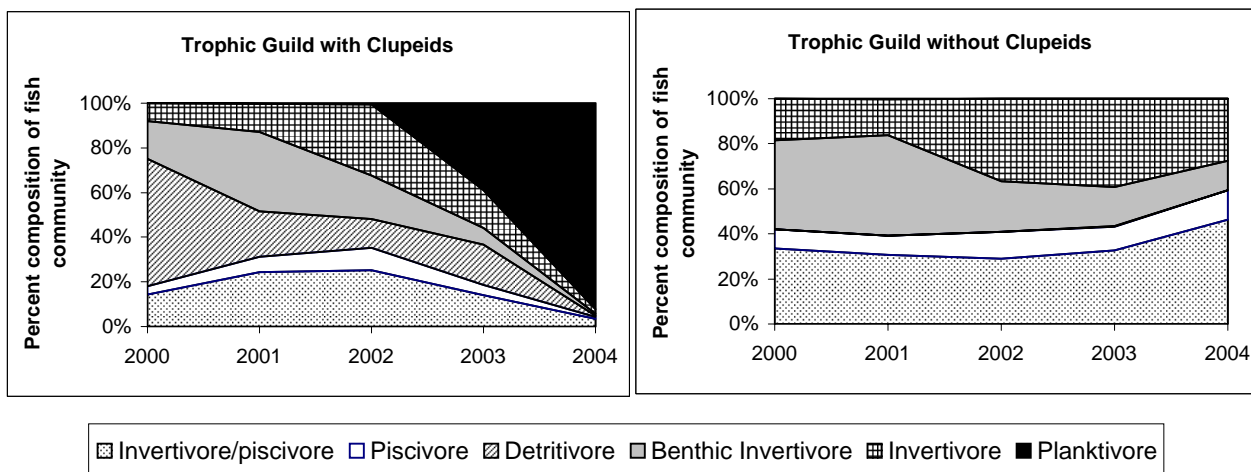 Trophic Guild with Clupeids
Percent composition of fish
community
100%
80%
60%
40%
20%
0%
2000 2001 2002 2003 2004
Trophic Guild without Clupeids
Percent composition of fish
community
100%
80%
60%
40%
20%
0%
2000 2001 2002 2003 2004
Invertivore/piscivore Piscivore Detritivore Benthic Invertivore Invertivore Planktivore